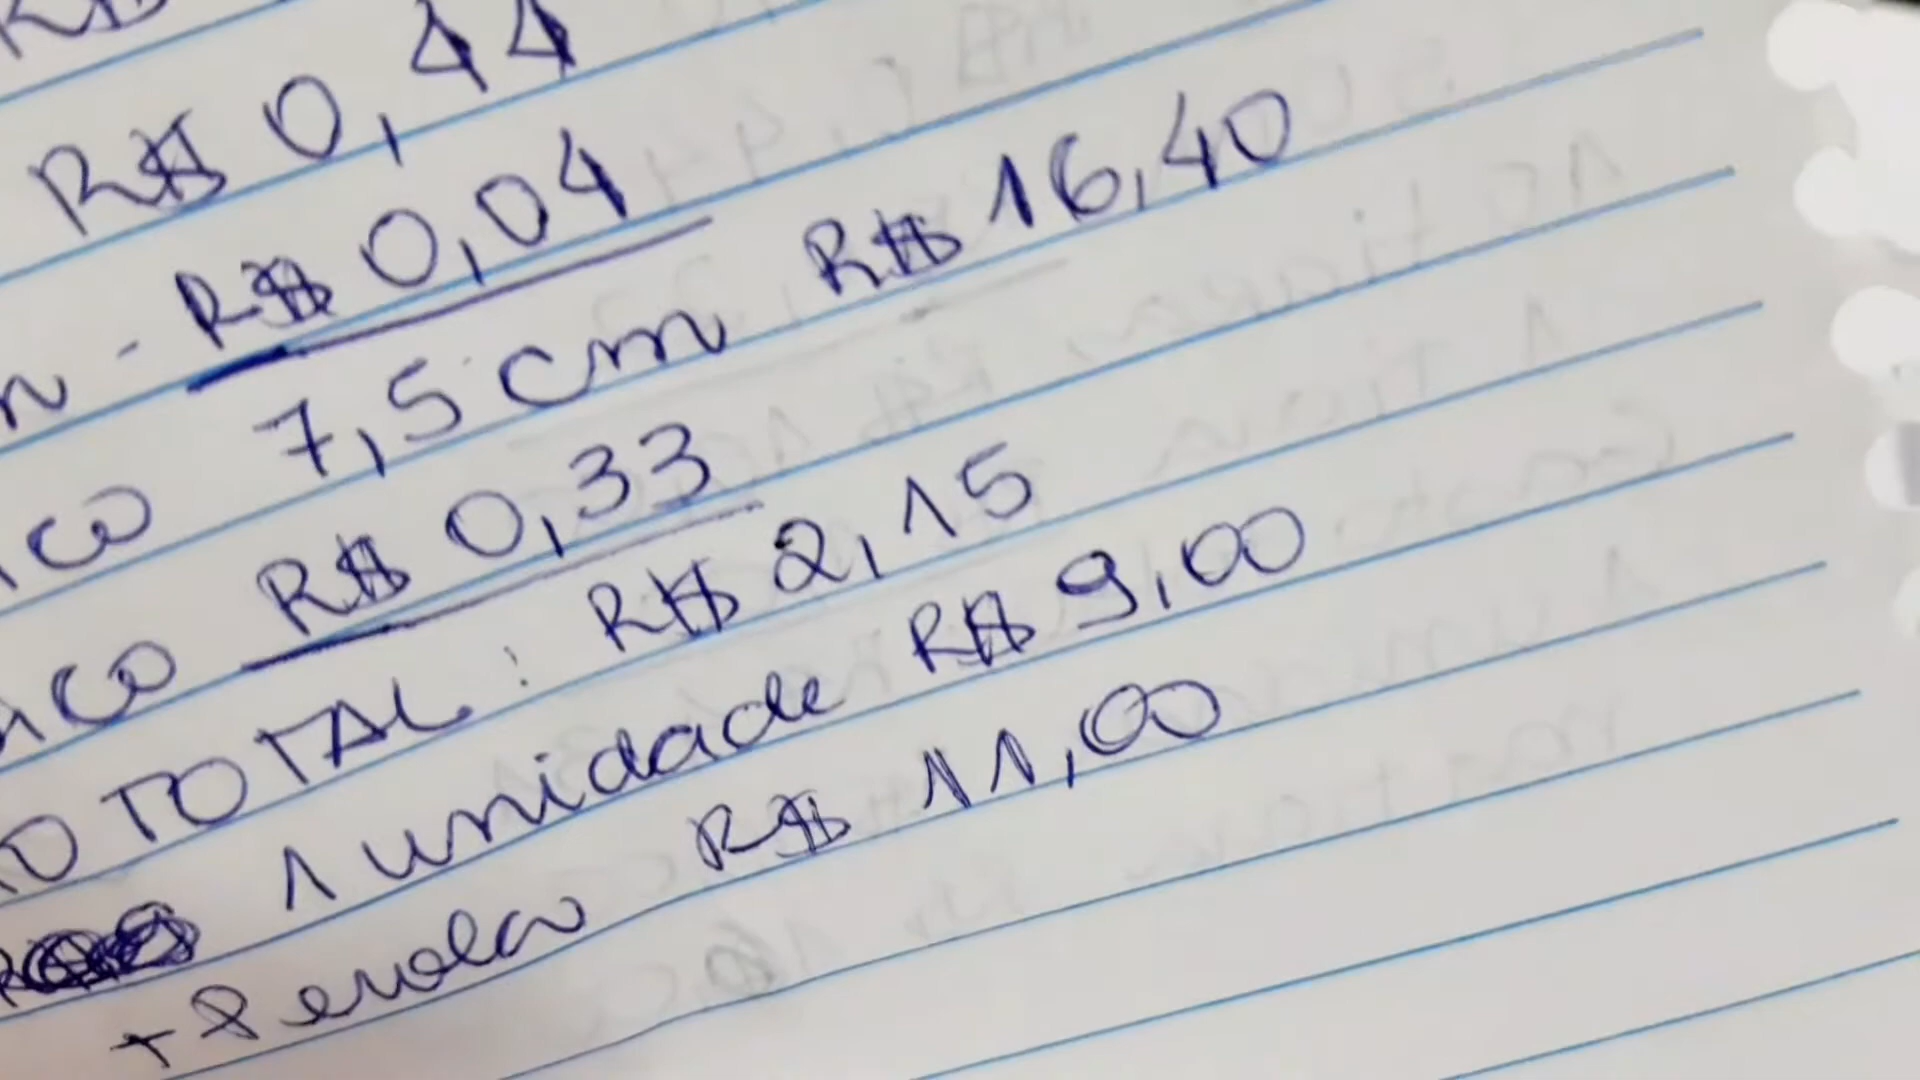 R$ 0,44
- R$ 0,04
7,5 cm R$ 16,40
R$ 0,33
TOTAL: R$ 2,15
1 unidade R$ 9,00
R$ 11,00